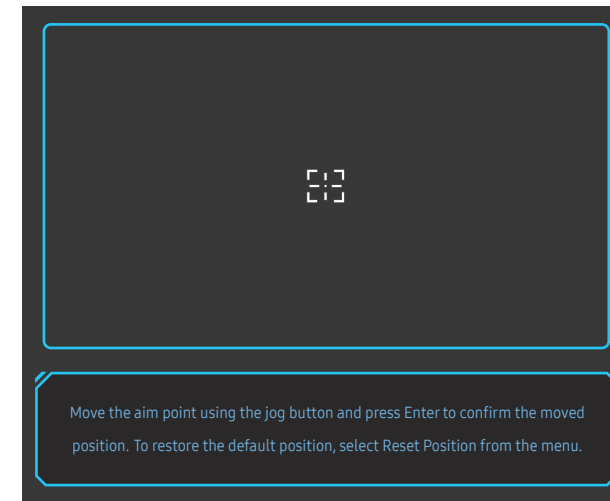 Move the aim point using the jog button and press Enter to confirm the moved
position. To restore the default position, select Reset Position from the menu.